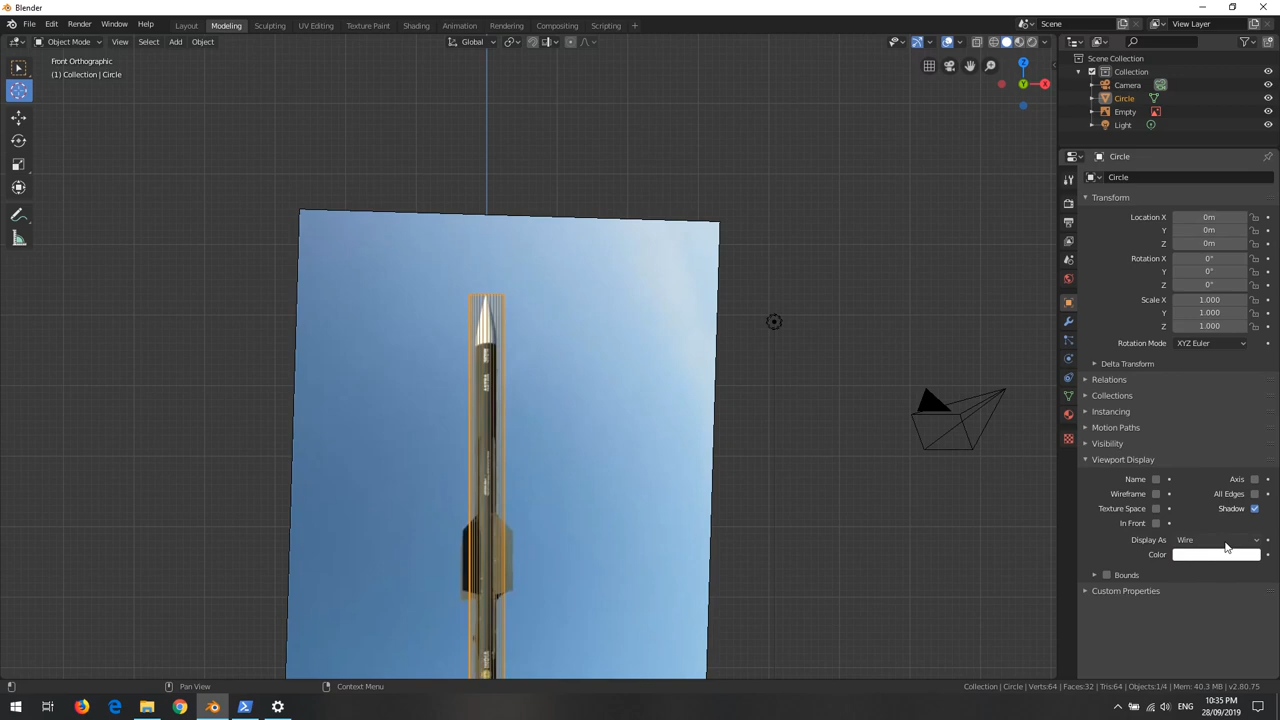 Blender
File Edit Render Window Help
Layout Modeling Sculpting UV Editing Texture Paint Shading Animation Rendering Compositing Scripting +
Scene
View Layer
Object Mode View Select Add Object
Global
Front Orthographic
(1) Collection | Circle
Z
Y
X
Scene Collection
Collection
Camera
Circle
Empty
Light
Circle
Circle
Transform
Location X 0m
Y 0m
Z 0m
Rotation X 0°
Y 0°
Z 0°
Scale X 1.000
Y 1.000
Z 1.000
Rotation Mode XYZ Euler
Delta Transform
Relations
Collections
Instancing
Motion Paths
Visibility
Viewport Display
Name Axis
Wireframe All Edges
Texture Space Shadow
In Front
Display As Wire
Color
Bounds
Custom Properties
Pan View
Context Menu
Collection | Circle | Verts:64 | Faces:32 | Tris:64 | Objects:1/4 | Mem: 40.3 MB | v2.80.75
ENG
10:35 PM
28/09/2019